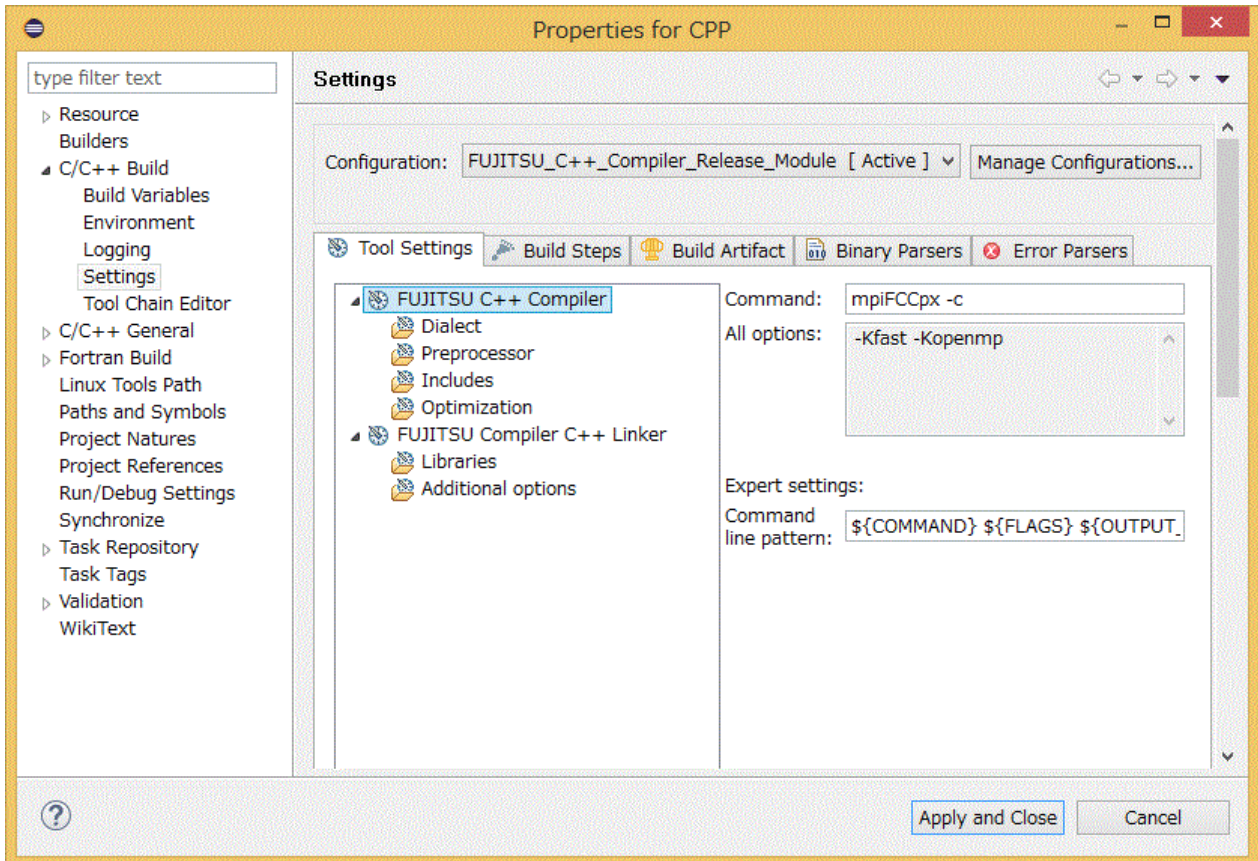 Properties for CPP
type filter text
Resource
Builders
C/C++ Build
Build Variables
Environment
Logging
Settings
Tool Chain Editor
C/C++ General
Fortran Build
Linux Tools Path
Paths and Symbols
Project Natures
Project References
Run/Debug Settings
Synchronize
Task Repository
Task Tags
Validation
WikiText
Settings
Configuration: FUJITSU_C++_Compiler_Release_Module [ Active ] Manage Configurations...
Tool Settings Build Steps Build Artifact Binary Parsers Error Parsers
FUJITSU C++ Compiler
Dialect
Preprocessor
Includes
Optimization
FUJITSU Compiler C++ Linker
Libraries
Additional options
Command: mpiFCCpx -c
All options: -Kfast -Kopenmp
Expert settings:
Command
line pattern: ${COMMAND} ${FLAGS} ${OUTPUT_
? Apply and Close Cancel